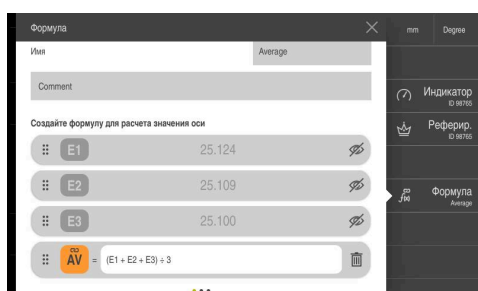 Формула
mm Degree
Имя Average
Comment
Индикатор
ID 98765
Создайте формулу для расчета значения оси
Реферир.
ID 98765
E1 25.124
E2 25.109
E3 25.100
f(x) Формула
Average
AV = (E1 + E2 + E3) ÷ 3